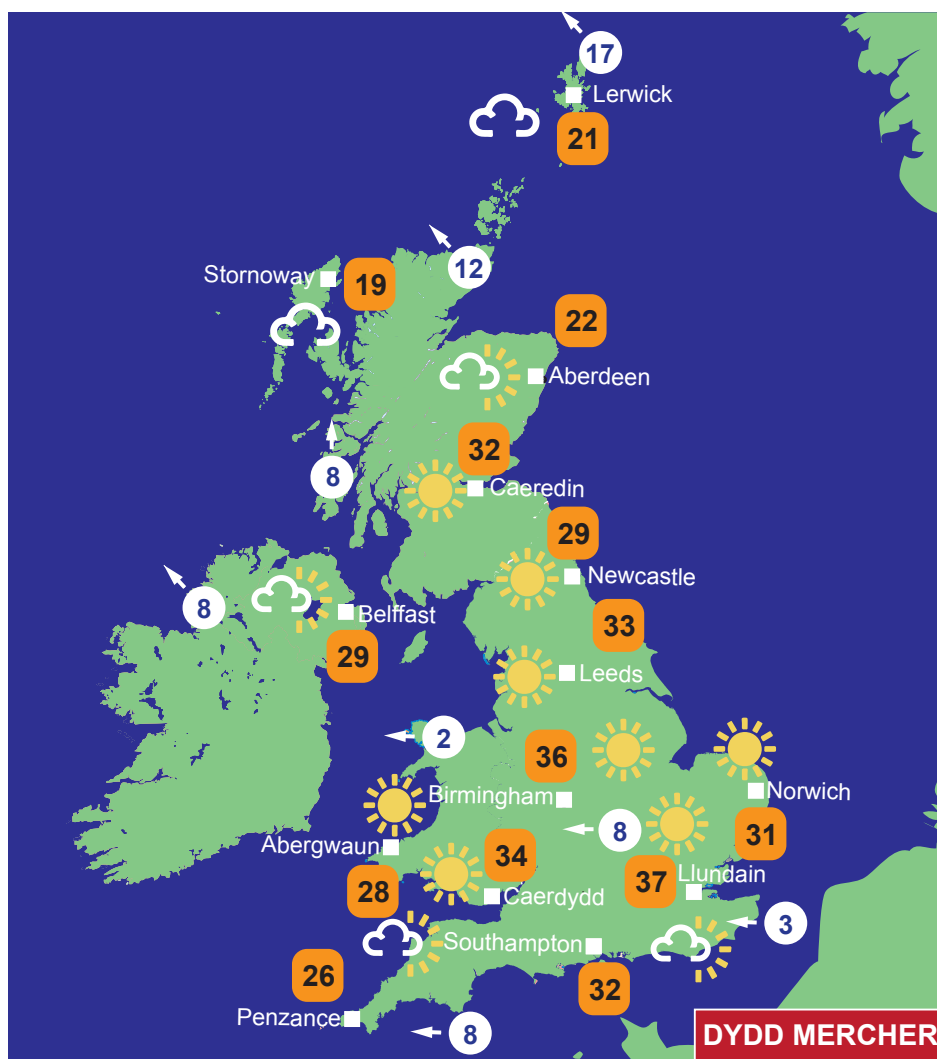 17
Lerwick
21
12
Stornoway
19
22
Aberdeen
32
8
Caeredin
29
Newcastle
8
Belffast
33
29
Leeds
2
36
Birmingham
Norwich
8
31
Abergwaun
34
Llundain
37
28
Caerdydd
3
Southampton
26
32
Penzance
8
DYDD MERCHER